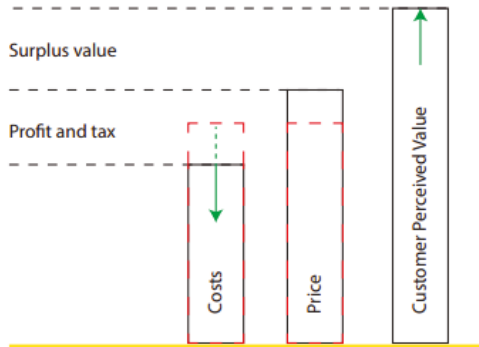 Surplus value
Profit and tax
Costs
Price
Customer Perceived Value